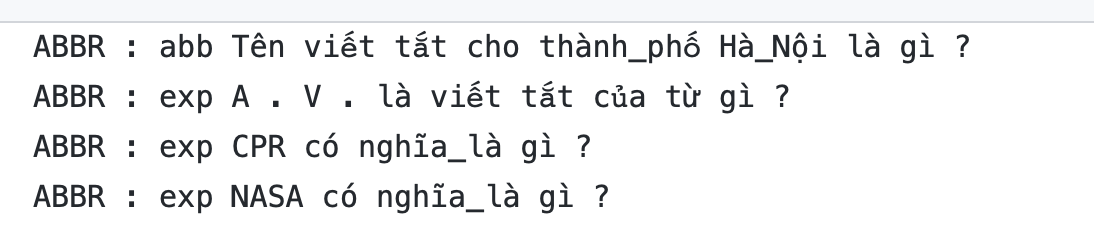 ABBR : abb Tên viết tắt cho thành_phố Hà_Nội là gì ?
ABBR : exp A . V . là viết tắt của từ gì ?
ABBR : exp CPR có nghĩa_là gì ?
ABBR : exp NASA có nghĩa_là gì ?